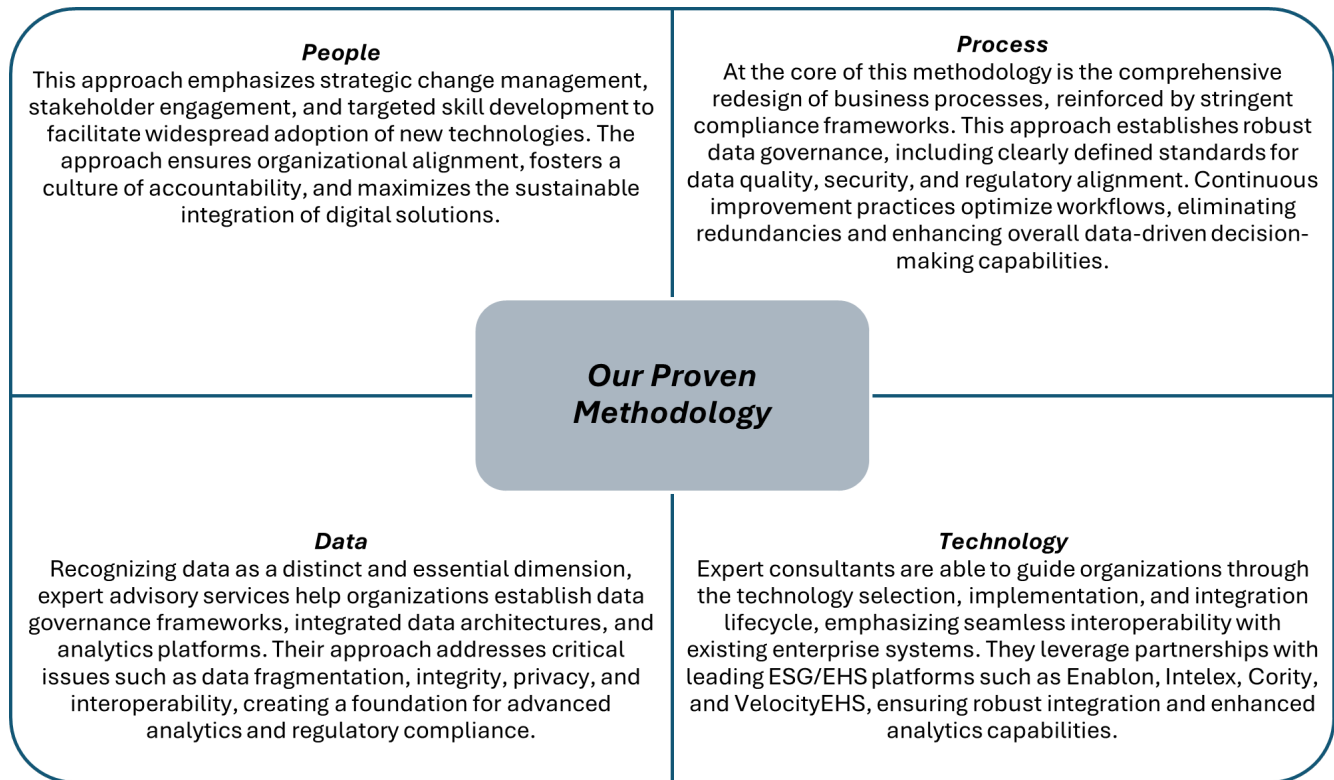 People
This approach emphasizes strategic change management,
stakeholder engagement, and targeted skill development to
facilitate widespread adoption of new technologies. The
approach ensures organizational alignment, fosters a
culture of accountability, and maximizes the sustainable
integration of digital solutions.
Process
At the core of this methodology is the comprehensive
redesign of business processes, reinforced by stringent
compliance frameworks. This approach establishes robust
data governance, including clearly defined standards for
data quality, security, and regulatory alignment. Continuous
improvement practices optimize workflows, eliminating
redundancies and enhancing overall data-driven decision-
making capabilities.
Our Proven
Methodology
Data
Recognizing data as a distinct and essential dimension,
expert advisory services help organizations establish data
governance frameworks, integrated data architectures, and
analytics platforms. Their approach addresses critical
issues such as data fragmentation, integrity, privacy, and
interoperability, creating a foundation for advanced
analytics and regulatory compliance.
Technology
Expert consultants are able to guide organizations through
the technology selection, implementation, and integration
lifecycle, emphasizing seamless interoperability with
existing enterprise systems. They leverage partnerships with
leading ESG/EHS platforms such as Enablon, Intelex, Cority,
and VelocityEHS, ensuring robust integration and enhanced
analytics capabilities.